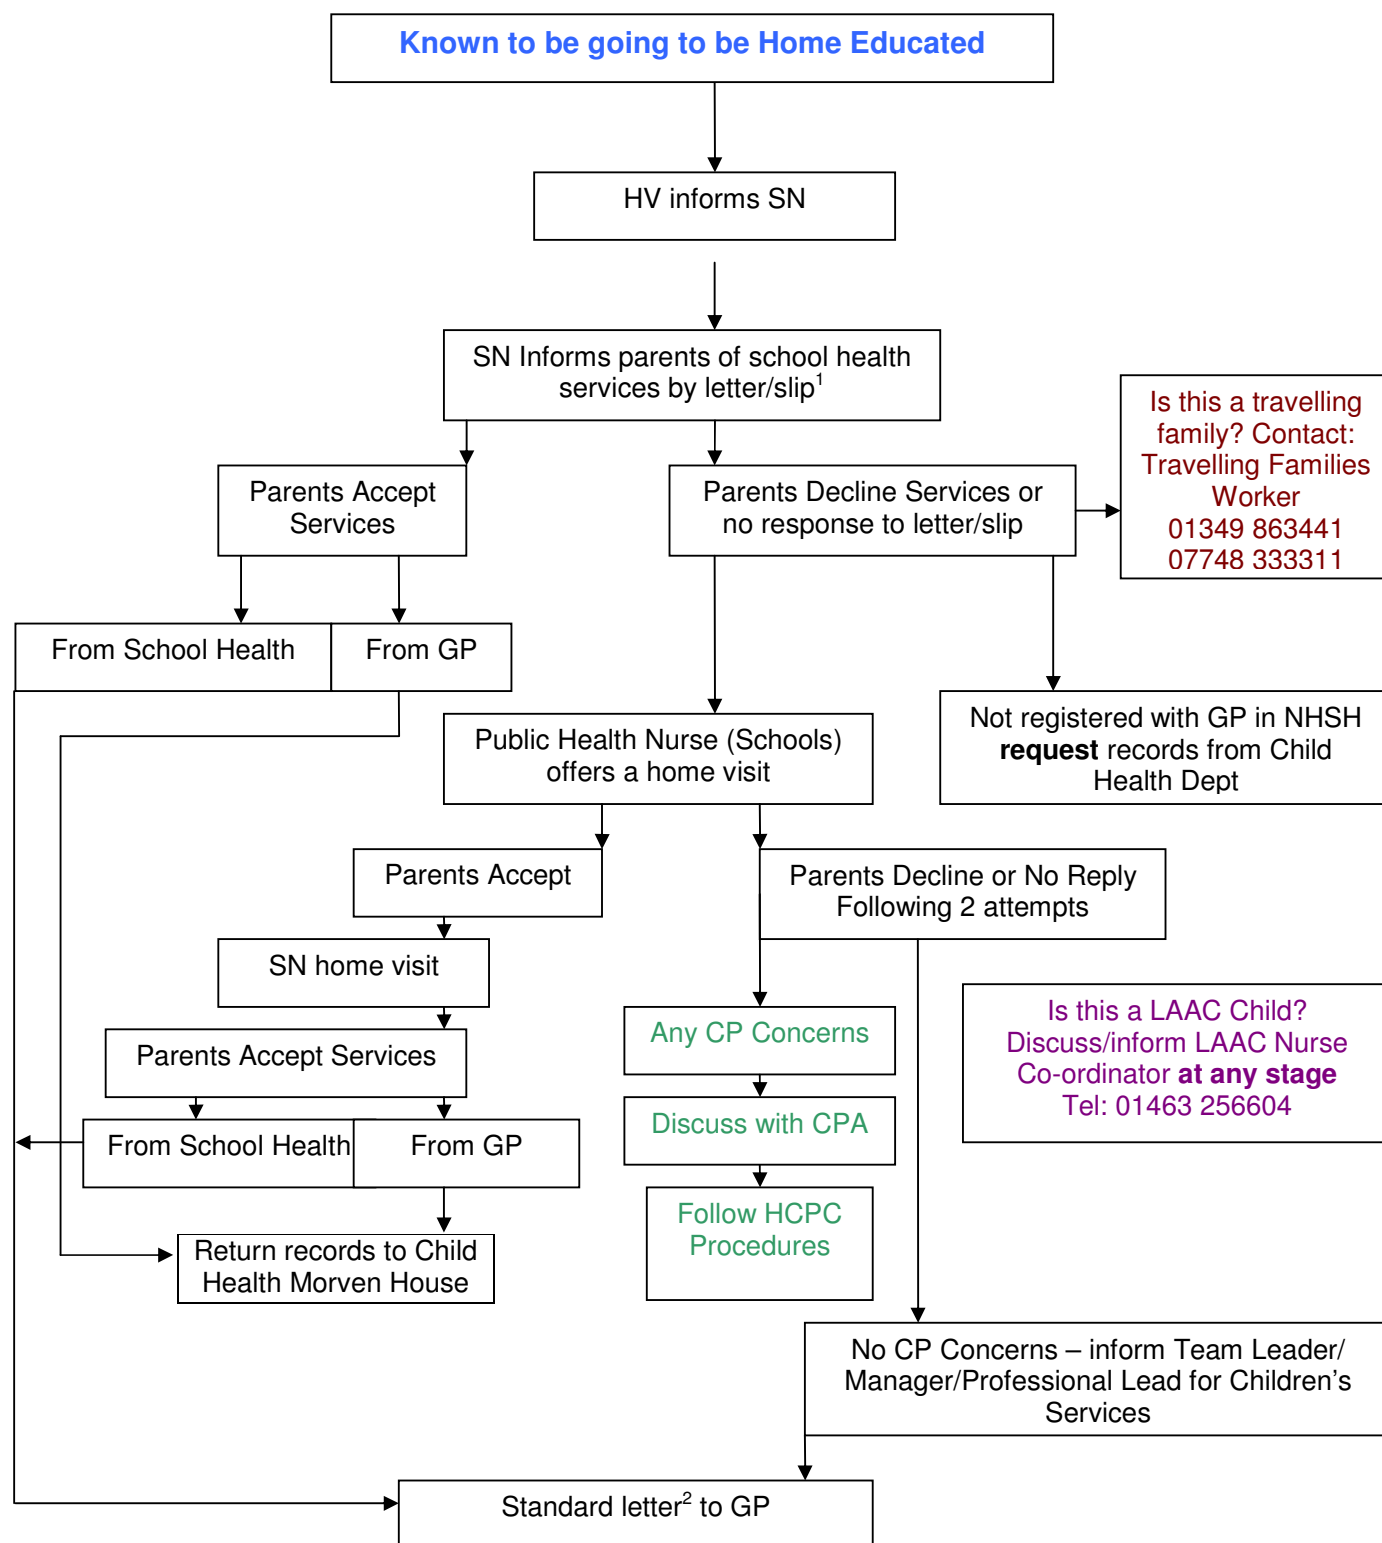 Known to be going to be Home Educated
HV informs SN
SN Informs parents of school health
services by letter/slip1
Is this a travelling
family? Contact:
Travelling Families
Worker
01349 863441
07748 333311
Parents Accept
Services
Parents Decline Services or
no response to letter/slip
From School Health
From GP
Not registered with GP in NHSH
request records from Child
Health Dept
Public Health Nurse (Schools)
offers a home visit
Parents Accept
Parents Decline or No Reply
Following 2 attempts
SN home visit
Is this a LAAC Child?
Discuss/inform LAAC Nurse
Co-ordinator at any stage
Tel: 01463 256604
Any CP Concerns
Parents Accept Services
Discuss with CPA
From School Health
From GP
Follow HCPC
Procedures
Return records to Child
Health Morven House
No CP Concerns – inform Team Leader/
Manager/Professional Lead for Children's
Services
Standard letter2 to GP